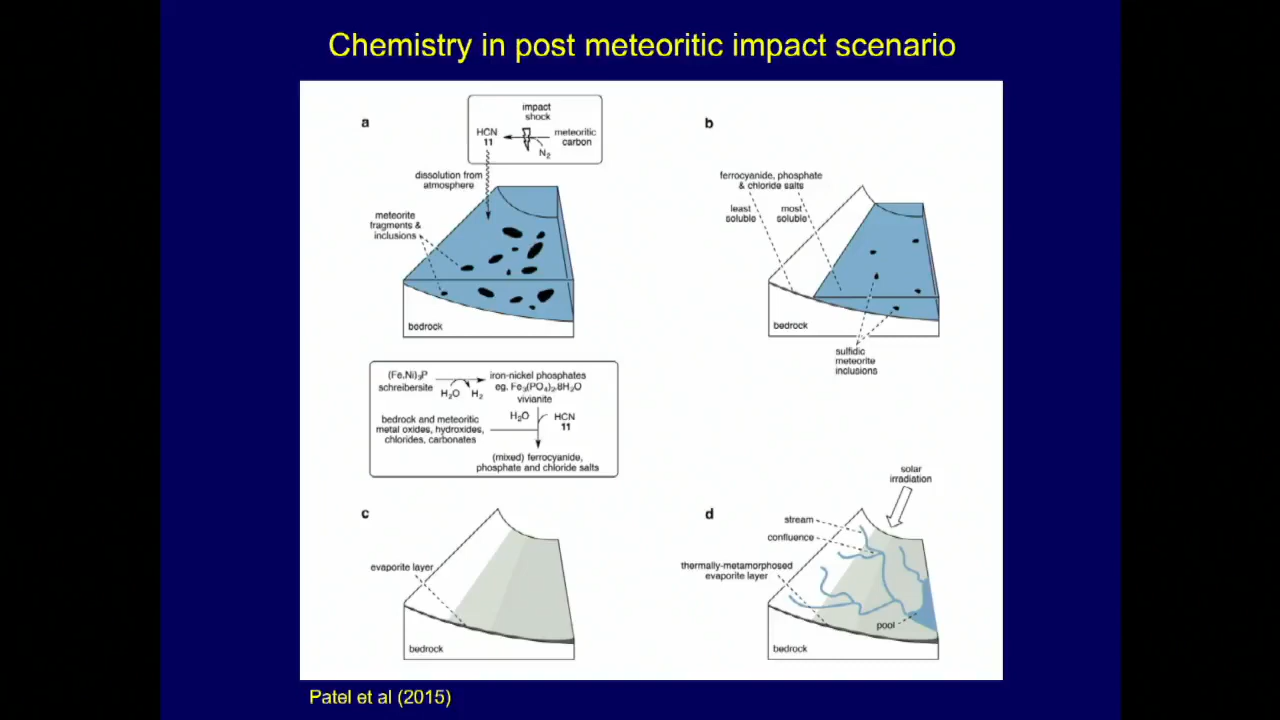 Chemistry in post meteoritic impact scenario
a
impact
shock
HCN
11
meteoritic
carbon
N2
dissolution from
atmosphere
meteorite
fragments &
inclusions
bedrock
b
ferrocyanide, phosphate
& chloride salts
least
soluble
most
soluble
bedrock
sulfidic
meteorite
inclusions
(Fe,Ni)3P
schreibersite
H2O H2
iron-nickel phosphates
eg. Fe3(PO4)2.8H2O
vivianite
H2O
HCN
11
bedrock and meteoritic
metal oxides, hydroxides,
chlorides, carbonates
(mixed) ferrocyanide,
phosphate and chloride salts
c
evaporite layer
bedrock
d
solar
irradiation
stream
confluence
thermally-metamorphosed
evaporite layer
pool
bedrock
Patel et al (2015)